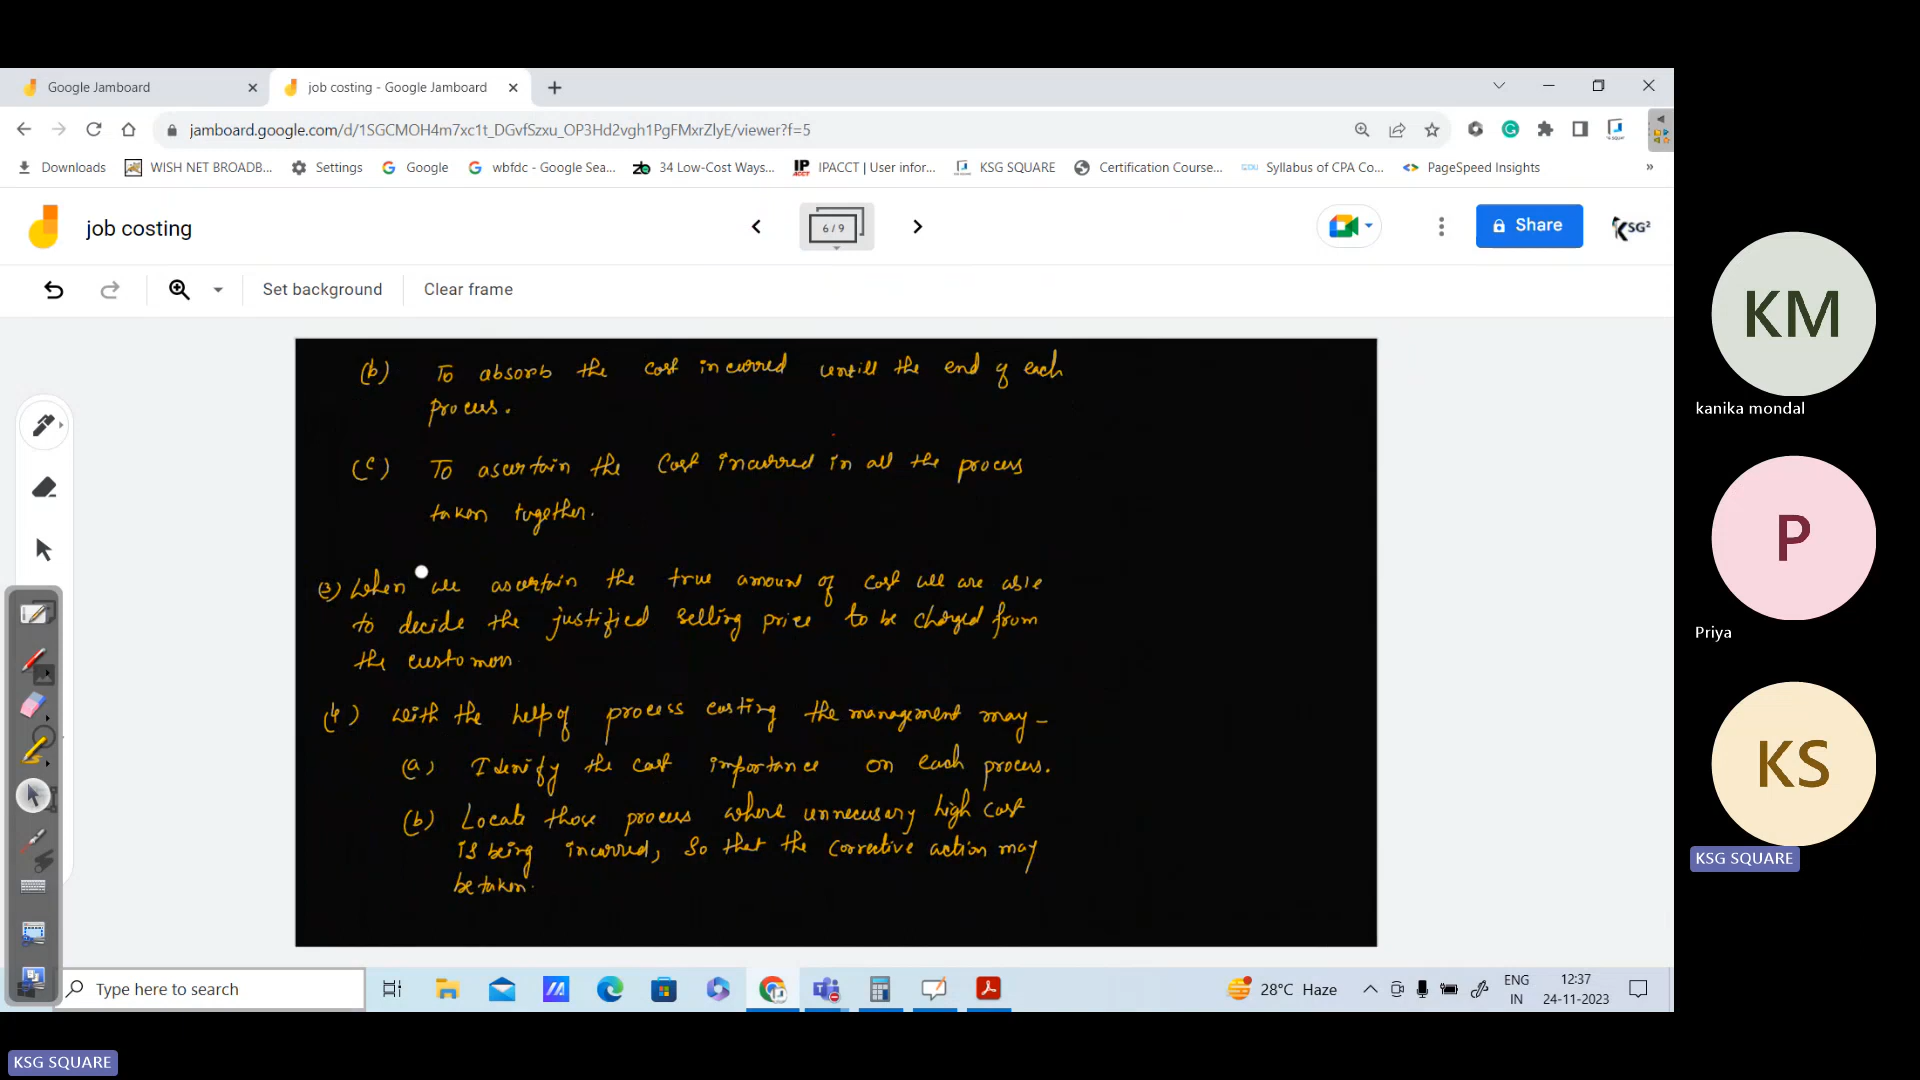 Google Jamboard
job costing - Google Jamboard
jamboard.google.com/d/1SGCMOH4m7xc1t_DGvfSzxu_OP3Hd2vgh1PgFMxrZlyE/viewer?f=5
Downloads WISH NET BROADB... Settings Google wbfdc - Google Sea... 34 Low-Cost Ways... IPACCT | User infor... KSG SQUARE Certification Course... Syllabus of CPA Co... PageSpeed Insights »
job costing
6 / 9
Share
KSG²
Set background Clear frame
(b) To absorb the cost incurred untill the end of each
process.
(c) To ascertain the cost incurred in all the process
taken together.
(3) When we ascertain the true amount of cost we are able
to decide the justified selling price to be charged from
the customer
(4) with the help of process costing the management may -
(a) Identify the cost importance on each process.
(b) Locate those process where unnecessary high cost
is being incurred, so that the corrective action may
be taken.
KM
kanika mondal
P
Priya
KS
KSG SQUARE
Type here to search
28°C Haze
ENG
IN
12:37
24-11-2023
KSG SQUARE